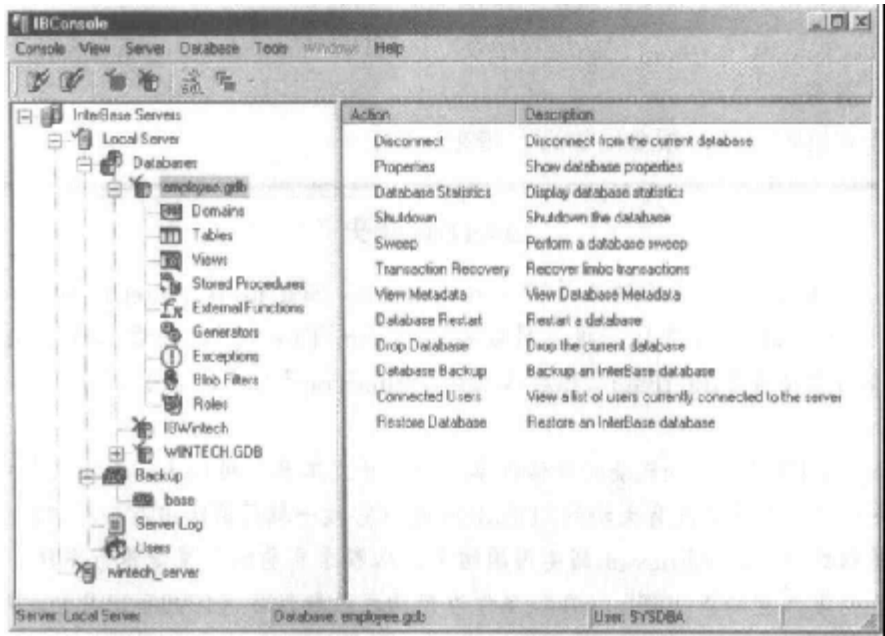 IBConsole
Console View Server Database Tools Windows Help
SQL
InterBase Servers
Local Server
Databases
employee.gdb
Domains
Tables
Views
Stored Procedures
External Functions
Generators
Exceptions
Blob Filters
Roles
IBWintech
WINTECH.GDB
Backup
base
Server Log
Users
wintech_server
Action Description
Disconnect Disconnect from the current database
Properties Show database properties
Database Statistics Display database statistics
Shutdown Shutdown the database
Sweep Perform a database sweep
Transaction Recovery Recover limbo transactions
View Metadata View Database Metadata
Database Restart Restart a database
Drop Database Drop the current database
Database Backup Backup an InterBase database
Connected Users View a list of users currently connected to the server
Restore Database Restore an InterBase database
Server: Local Server Database: employee.gdb User: SYSDBA